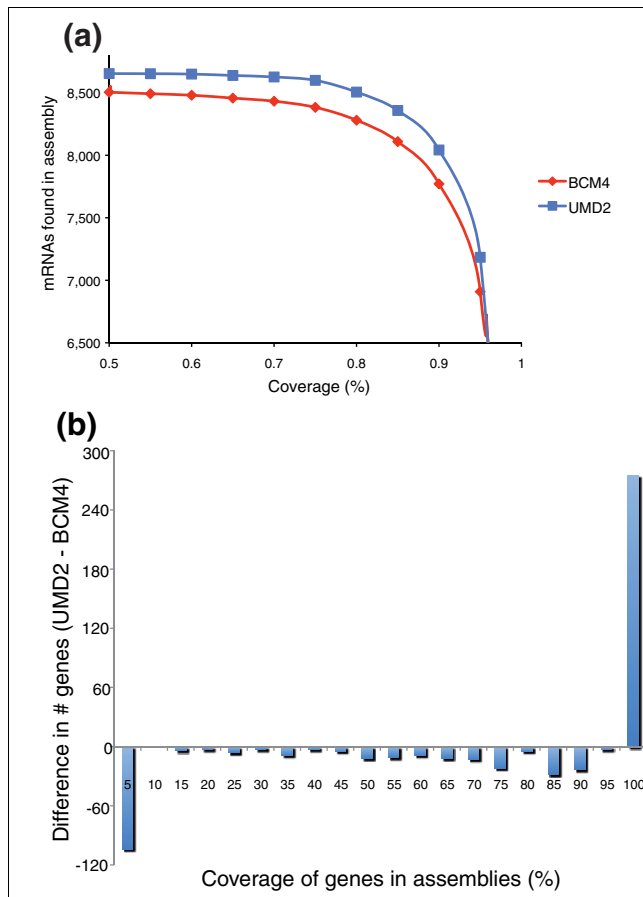 (a)
mRNAs found in assembly
8,500
8,000
7,500
7,000
6,500
0.5 0.6 0.7 0.8 0.9 1
Coverage (%)
BCM4
UMD2
(b)
Difference in # genes (UMD2 - BCM4)
300
240
180
120
60
0
-60
-120
5 10 15 20 25 30 35 40 45 50 55 60 65 70 75 80 85 90 95 100
Coverage of genes in assemblies (%)